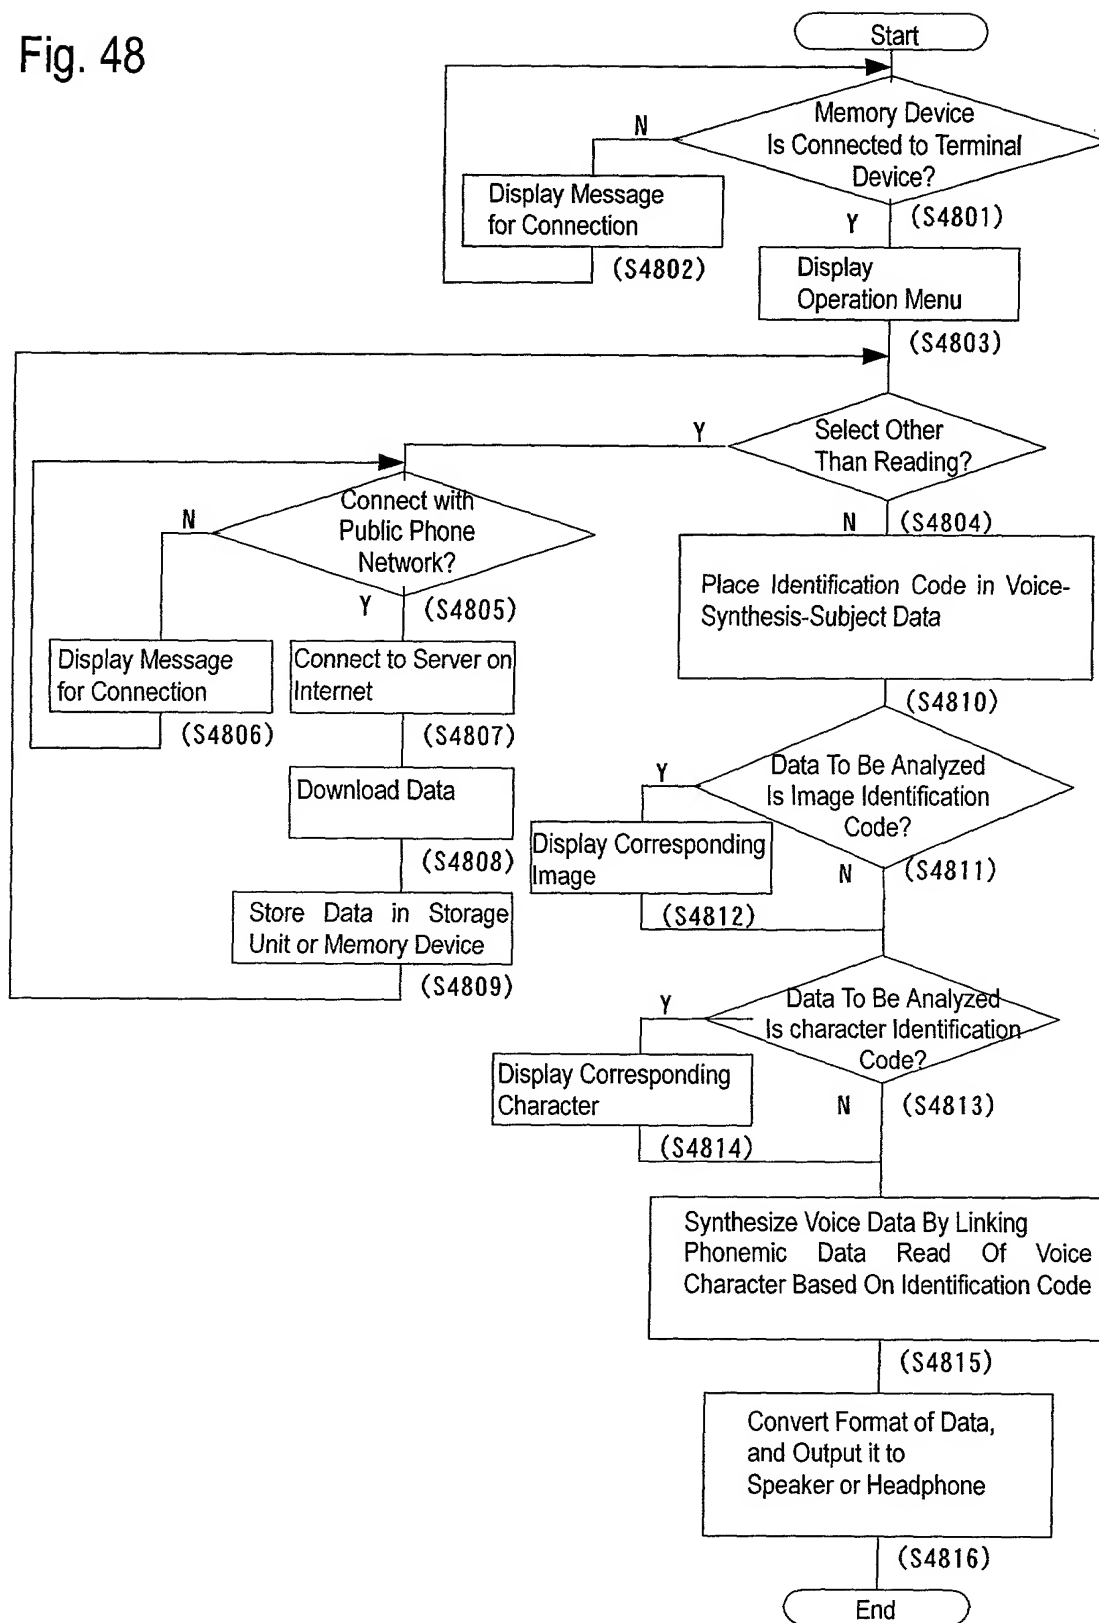 Fig. 48
Start
Memory Device
Is Connected to Terminal
Device?
N
Display Message
for Connection
(S4802)
Y
(S4801)
Display
Operation Menu
(S4803)
Select Other
Than Reading?
Y
N
(S4804)
Connect with
Public Phone
Network?
N
Y
(S4805)
Display Message
for Connection
(S4806)
Connect to Server on
Internet
(S4807)
Download Data
(S4808)
Store Data in Storage
Unit or Memory Device
(S4809)
Place Identification Code in Voice-
Synthesis-Subject Data
(S4810)
Data To Be Analyzed
Is Image Identification
Code?
Y
N
(S4811)
Display Corresponding
Image
(S4812)
Data To Be Analyzed
Is character Identification
Code?
Y
N
(S4813)
Display Corresponding
Character
(S4814)
Synthesize Voice Data By Linking
Phonemic Data Read Of Voice
Character Based On Identification Code
(S4815)
Convert Format of Data,
and Output it to
Speaker or Headphone
(S4816)
End